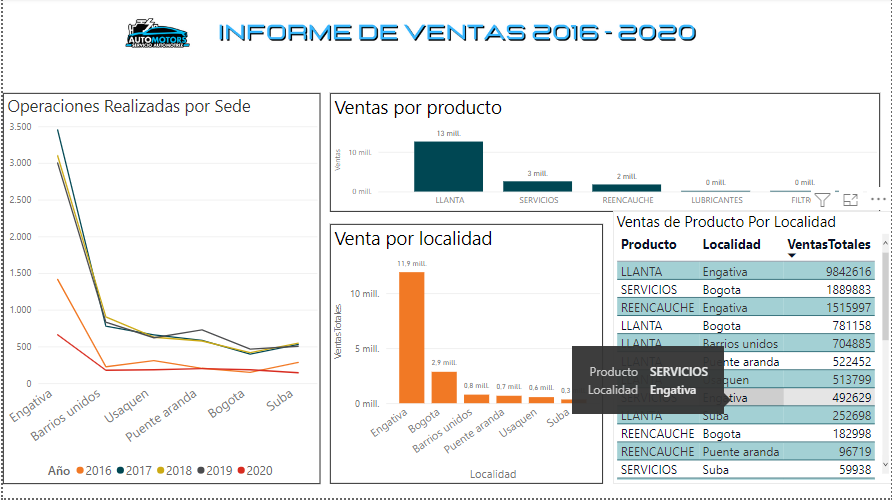 AUTOMOTORS
SERVICIO AUTOMOTRIZ
INFORME DE VENTAS 2016 - 2020
Operaciones Realizadas por Sede
3.500
3.000
2.500
2.000
1.500
1.000
500
0
Engativa
Barrios unidos
Usaquen
Puente aranda
Bogota
Suba
Año 2016 2017 2018 2019 2020
Ventas por producto
Ventas
10 mill.
0 mill.
13 mill.
3 mill.
2 mill.
0 mill.
0 mill.
LLANTA
SERVICIOS
REENCAUCHE
LUBRICANTES
FILTR
Venta por localidad
VentasTotales
10 mill.
5 mill.
0 mill.
11.9 mill.
2.9 mill.
0.8 mill.
0.7 mill.
0.6 mill.
0.3
Engativa
Bogota
Barrios unidos
Puente aranda
Usaquen
Suba
Localidad
Ventas de Producto Por Localidad
Producto Localidad VentasTotales
LLANTA Engativa 9842616
SERVICIOS Bogota 1889883
REENCAUCHE Engativa 1515997
LLANTA Bogota 781158
LLANTA Barrios unidos 704885
Puente aranda 522452
Usaquen 513799
Engativa 492629
LLANTA Suba 252698
REENCAUCHE Bogota 182998
REENCAUCHE Puente aranda 96719
SERVICIOS Suba 59938
Producto SERVICIOS
Localidad Engativa